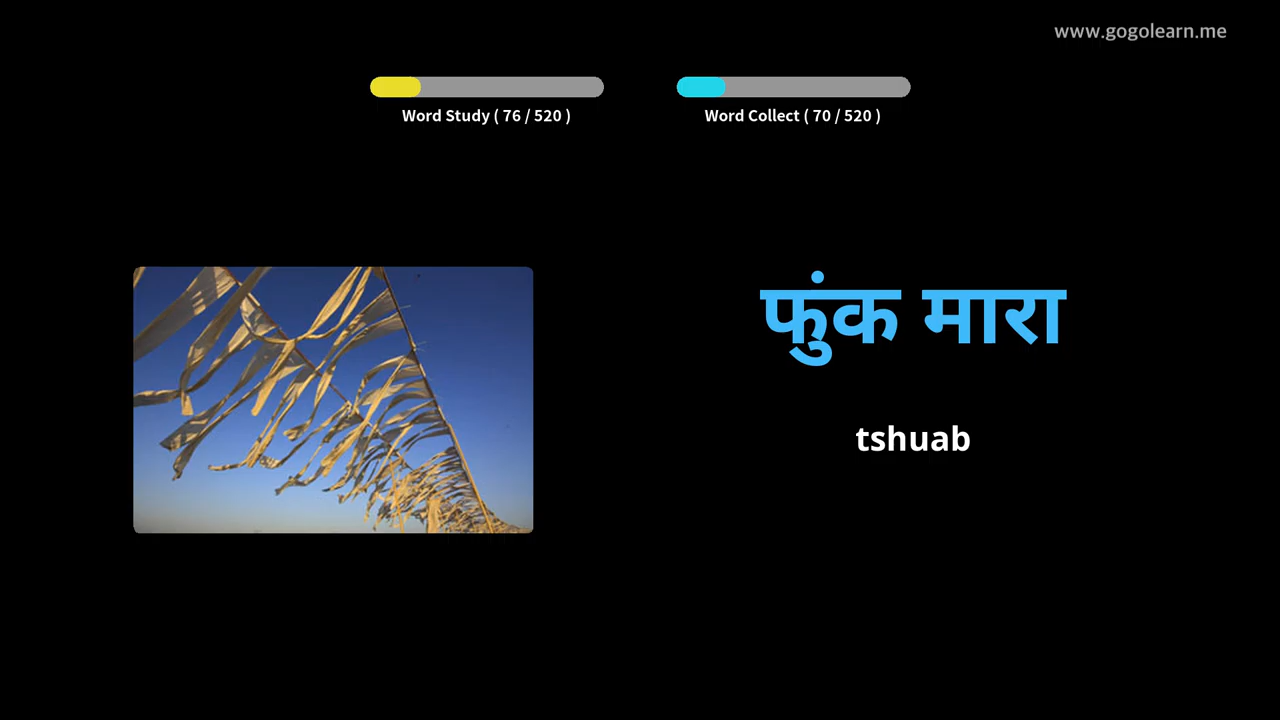 www.gogolearn.me
Word Study ( 76 / 520 )
Word Collect ( 70 / 520 )
फुंक मारा
tshuab